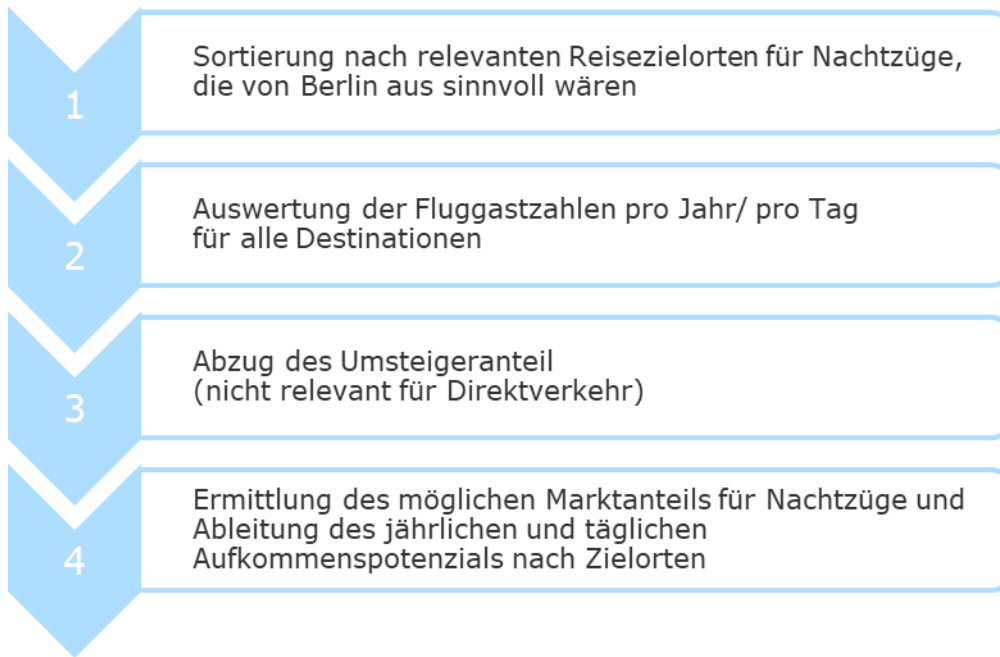 1
Sortierung nach relevanten Reisezielorten für Nachtzüge,
die von Berlin aus sinnvoll wären
2
Auswertung der Fluggastzahlen pro Jahr/ pro Tag
für alle Destinationen
3
Abzug des Umsteigeranteil
(nicht relevant für Direktverkehr)
4
Ermittlung des möglichen Marktanteils für Nachtzüge und
Ableitung des jährlichen und täglichen
Aufkommenspotenzials nach Zielorten